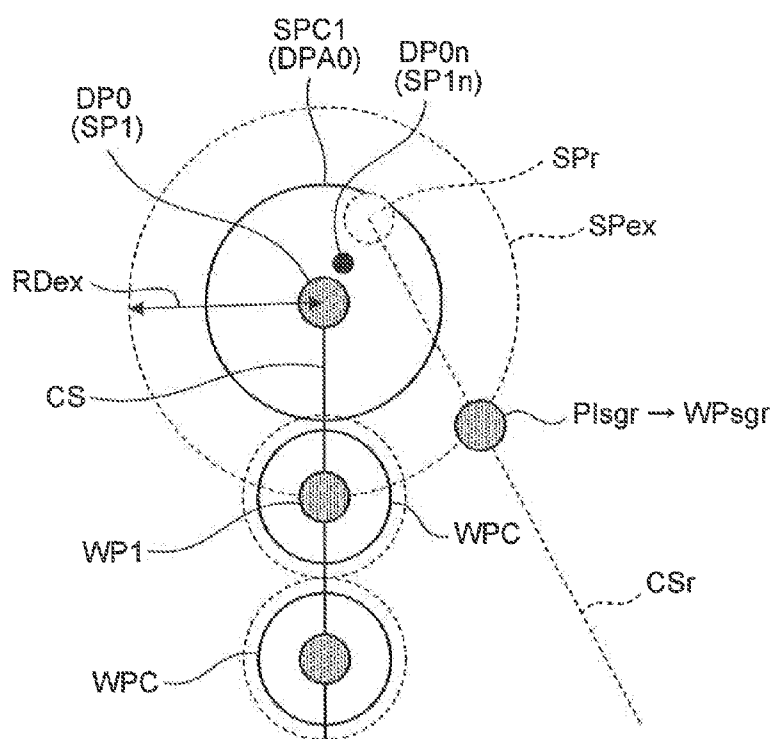 SPC1
(DPA0)
DP0n
(SP1n)
DP0
(SP1)
SPr
SPex
RDex
CS
PIsgr → WPsgr
WP1
WPC
CSr
WPC